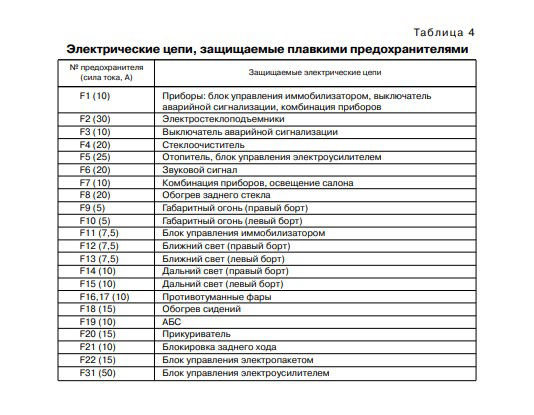 Таблица 4
Электрические цепи, защищаемые плавкими предохранителями
№ предохранителя
(сила тока, А)
Защищаемые электрические цепи
F1 (10) Приборы: блок управления иммобилизатором, выключатель
аварийной сигнализации, комбинация приборов
F2 (30) Электростеклоподъемники
F3 (10) Выключатель аварийной сигнализации
F4 (20) Стеклоочиститель
F5 (25) Отопитель, блок управления электроусилителем
F6 (20) Звуковой сигнал
F7 (10) Комбинация приборов, освещение салона
F8 (20) Обогрев заднего стекла
F9 (5) Габаритный огонь (правый борт)
F10 (5) Габаритный огонь (левый борт)
F11 (7,5) Блок управления иммобилизатором
F12 (7,5) Ближний свет (правый борт)
F13 (7,5) Ближний свет (левый борт)
F14 (10) Дальний свет (правый борт)
F15 (10) Дальний свет (левый борт)
F16,17 (10) Противотуманные фары
F18 (15) Обогрев сидений
F19 (10) АБС
F20 (15) Прикуриватель
F21 (10) Блокировка заднего хода
F22 (15) Блок управления электропакетом
F31 (50) Блок управления электроусилителем